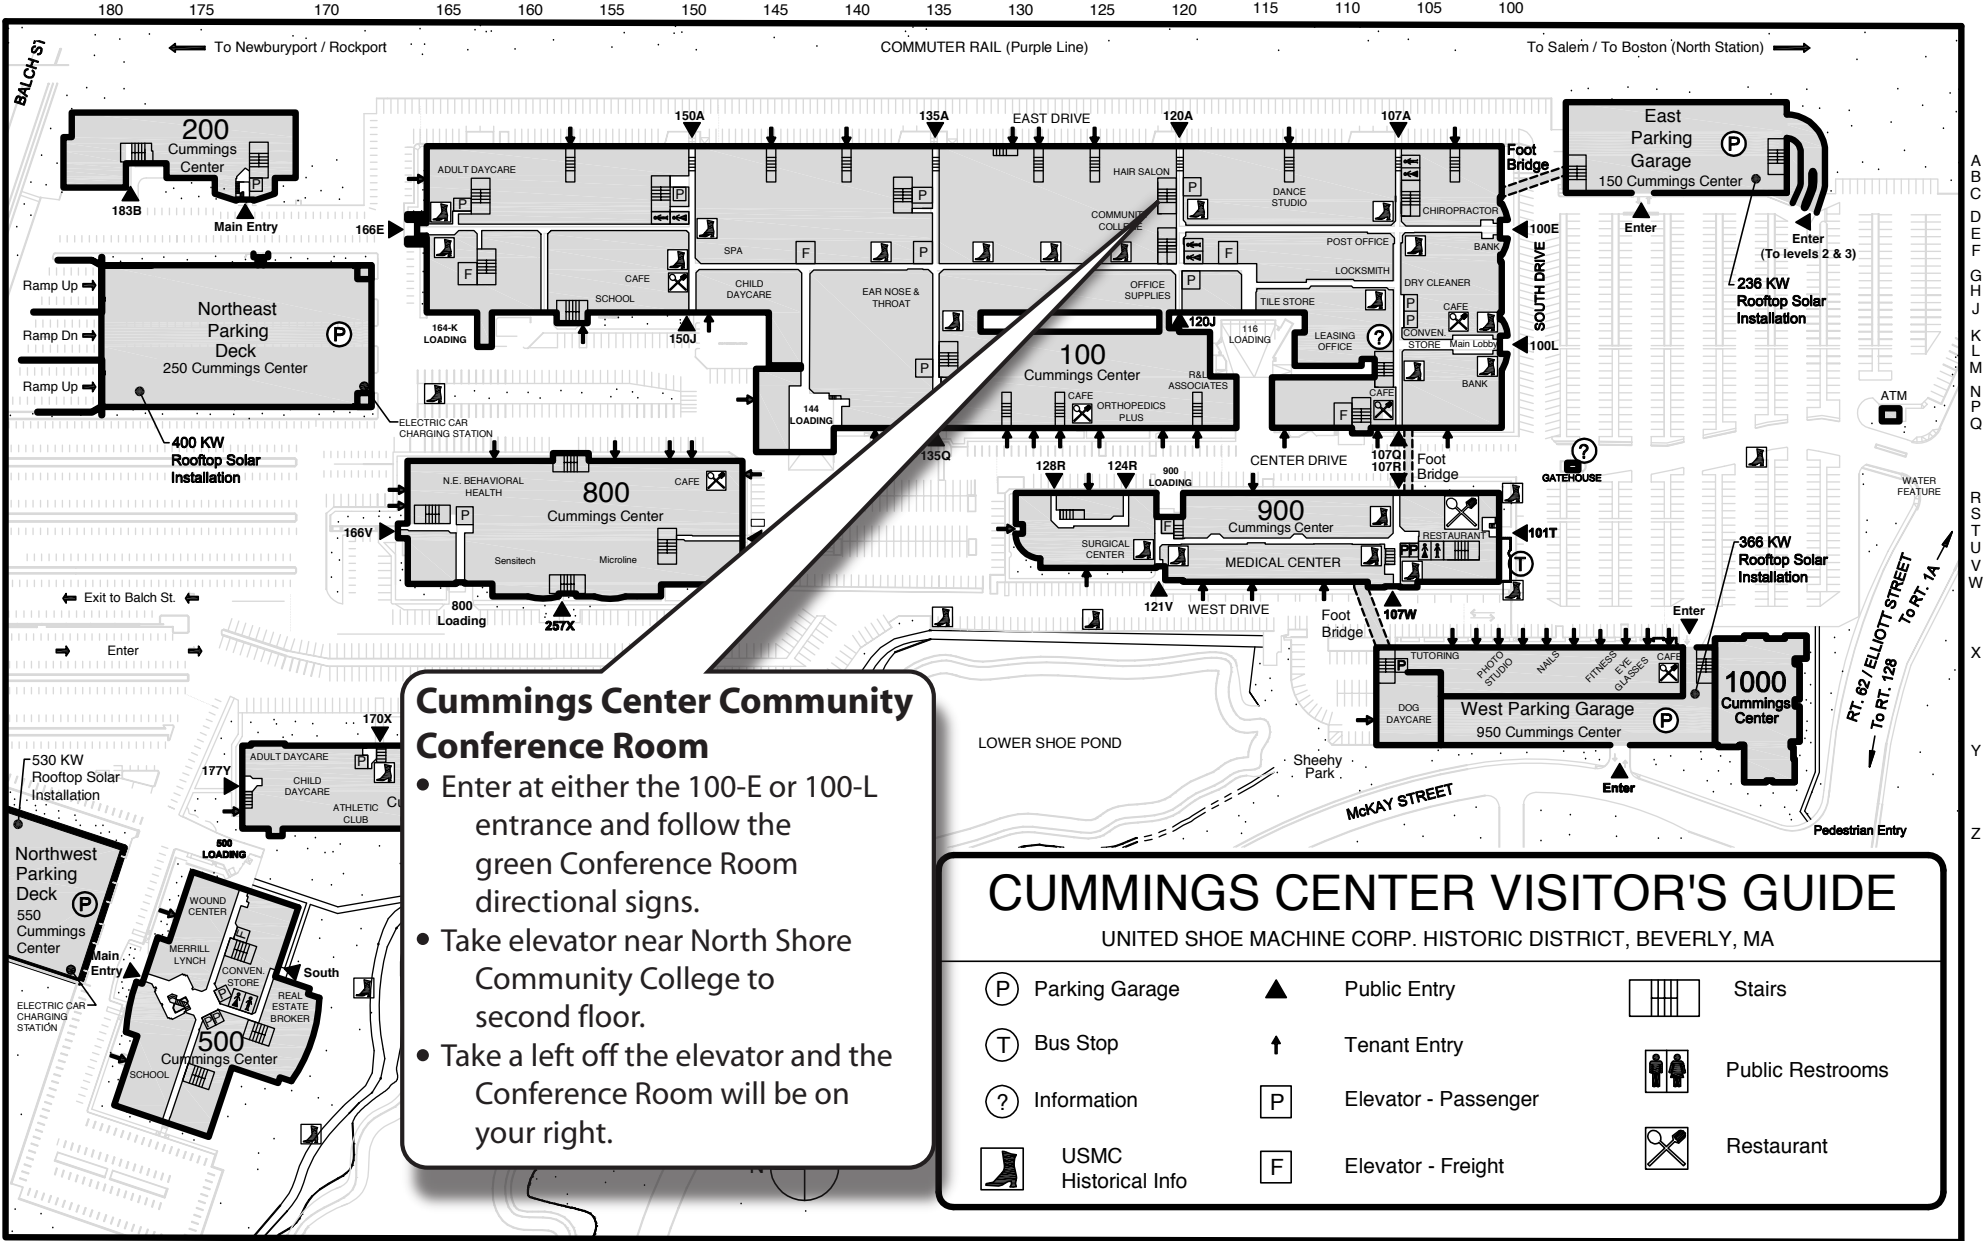 180 175 170 165 160 155 150 145 140 135 130 125 120 115 110 105 100
BALCH ST
To Newburyport / Rockport
COMMUTER RAIL (Purple Line)
To Salem / To Boston (North Station)
A
B
C
D
E
F
G
H
J
K
L
M
N
P
Q
R
S
T
U
V
W
X
Y
Z
200
Cummings
Center
P
183B
Main Entry
166E
150A
135A
EAST DRIVE
120A
107A
Foot
Bridge
East
Parking
Garage
P
150 Cummings Center
Enter
Enter
(To levels 2 & 3)
236 KW
Rooftop Solar
Installation
ADULT DAYCARE
P
P
P
HAIR SALON
P
DANCE
STUDIO
CHIROPRACTOR
100E
BANK
COMMUNITY
COLLEGE
SPA
F
P
F
F
POST OFFICE
LOCKSMITH
CAFE
SCHOOL
CHILD
DAYCARE
EAR NOSE &
THROAT
OFFICE
SUPPLIES
P
TILE STORE
DRY CLEANER
P
P
CAFE
SOUTH DRIVE
164-K
LOADING
150J
120J
116
LOADING
LEASING
OFFICE
?
CONVEN.
STORE
Main Lobby
100L
100
Cummings Center
P
R&L
ASSOCIATES
BANK
CAFE
CAFE
ORTHOPEDICS
PLUS
F
144
LOADING
Ramp Up
Ramp Dn
Ramp Up
Northeast
Parking
Deck
250 Cummings Center
P
400 KW
Rooftop Solar
Installation
ELECTRIC CAR
CHARGING STATION
ATM
135Q
CENTER DRIVE
107Q
107R
Foot
Bridge
?
GATEHOUSE
WATER
FEATURE
N.E. BEHAVIORAL
HEALTH
800
Cummings Center
CAFE
P
166V
Sensitech
Microline
800
Loading
257X
128R
124R
900
LOADING
900
Cummings Center
F
SURGICAL
CENTER
MEDICAL CENTER
RESTAURANT
PP
101T
T
121V
WEST DRIVE
107W
Foot
Bridge
366 KW
Rooftop Solar
Installation
RT. 62 / ELLIOTT STREET
To RT. 128
To RT. 1A
Exit to Balch St.
Enter
Enter
P
TUTORING
PHOTO
STUDIO
NAILS
FITNESS
EYE
GLASSES
CAFE
DOG
DAYCARE
West Parking Garage
950 Cummings Center
P
1000
Cummings
Center
Enter
LOWER SHOE POND
Sheehy
Park
McKAY STREET
Pedestrian Entry
170X
177Y
ADULT DAYCARE
P
CHILD
DAYCARE
ATHLETIC
CLUB
530 KW
Rooftop Solar
Installation
500
LOADING
Northwest
Parking
Deck
550
Cummings
Center
P
Main
Entry
ELECTRIC CAR
CHARGING
STATION
WOUND
CENTER
MERRILL
LYNCH
F
CONVEN.
STORE
P
South
REAL
ESTATE
BROKER
500
Cummings Center
SCHOOL
Cummings Center Community
Conference Room
• Enter at either the 100-E or 100-L
entrance and follow the
green Conference Room
directional signs.
• Take elevator near North Shore
Community College to
second floor.
• Take a left off the elevator and the
Conference Room will be on
your right.
CUMMINGS CENTER VISITOR'S GUIDE
UNITED SHOE MACHINE CORP. HISTORIC DISTRICT, BEVERLY, MA
P Parking Garage
T Bus Stop
? Information
USMC
Historical Info
Public Entry
Tenant Entry
P Elevator - Passenger
F Elevator - Freight
Stairs
Public Restrooms
Restaurant